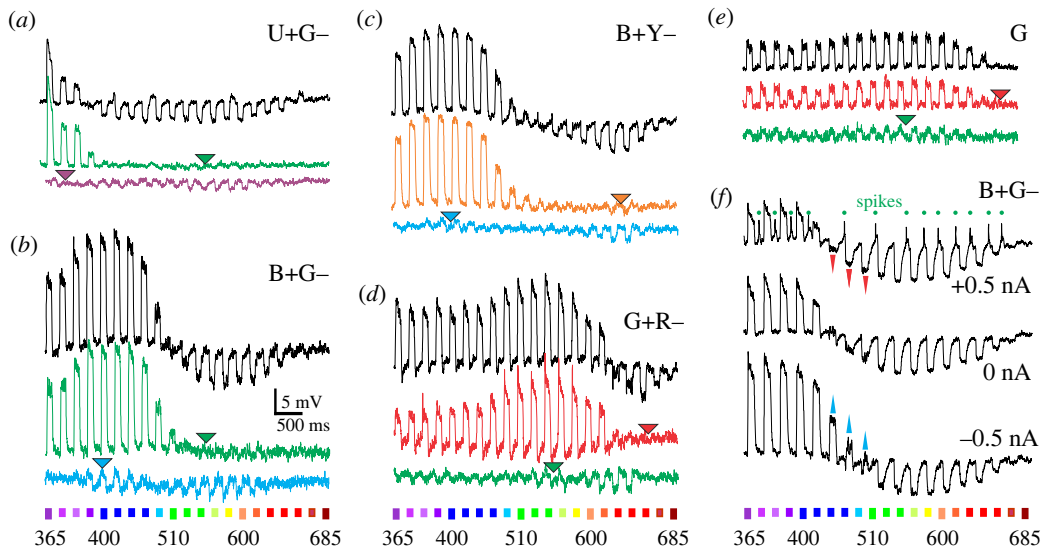 (a)
U+G–
(b)
B+G–
5 mV
500 ms
365 400 510 600 685
(c)
B+Y–
(d)
G+R–
365 400 510 600 685
(e)
G
(f)
B+G–
spikes
+0.5 nA
0 nA
–0.5 nA
365 400 510 600 685